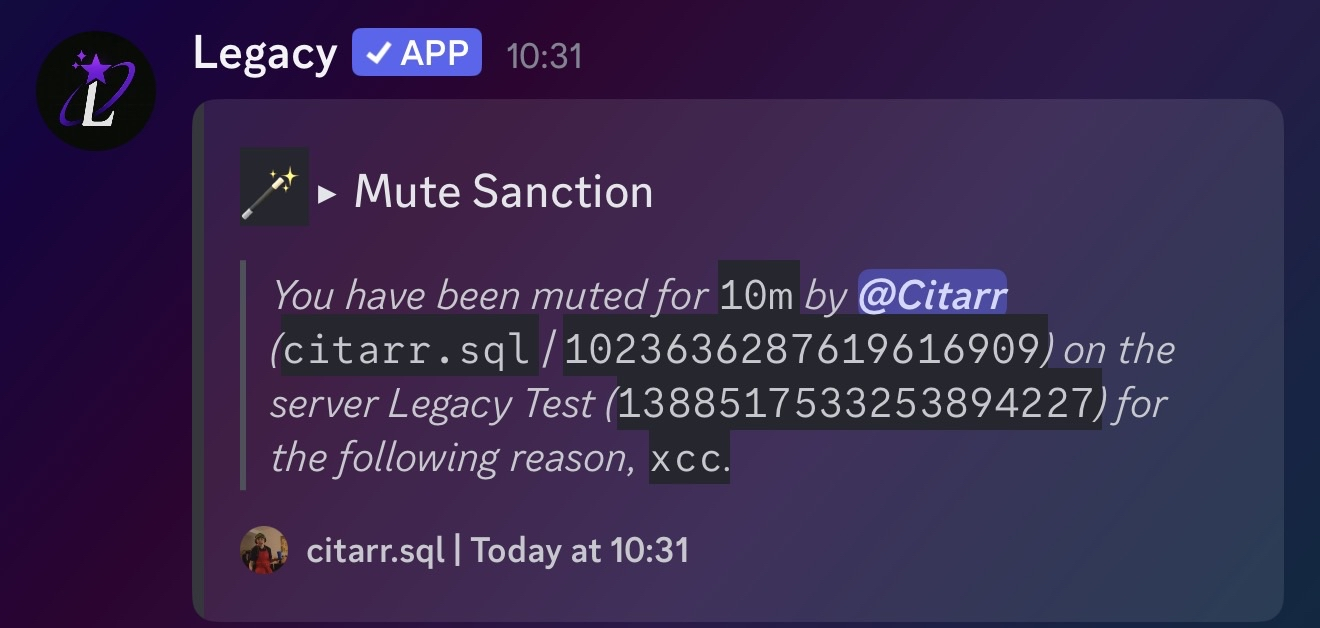 L
Legacy ✓ APP 10:31
▸ Mute Sanction
You have been muted for 10m by @Citarr
(citarr.sql / 1023636287619616909) on the
server Legacy Test (1388517533253894227) for
the following reason, xcc.
citarr.sql | Today at 10:31